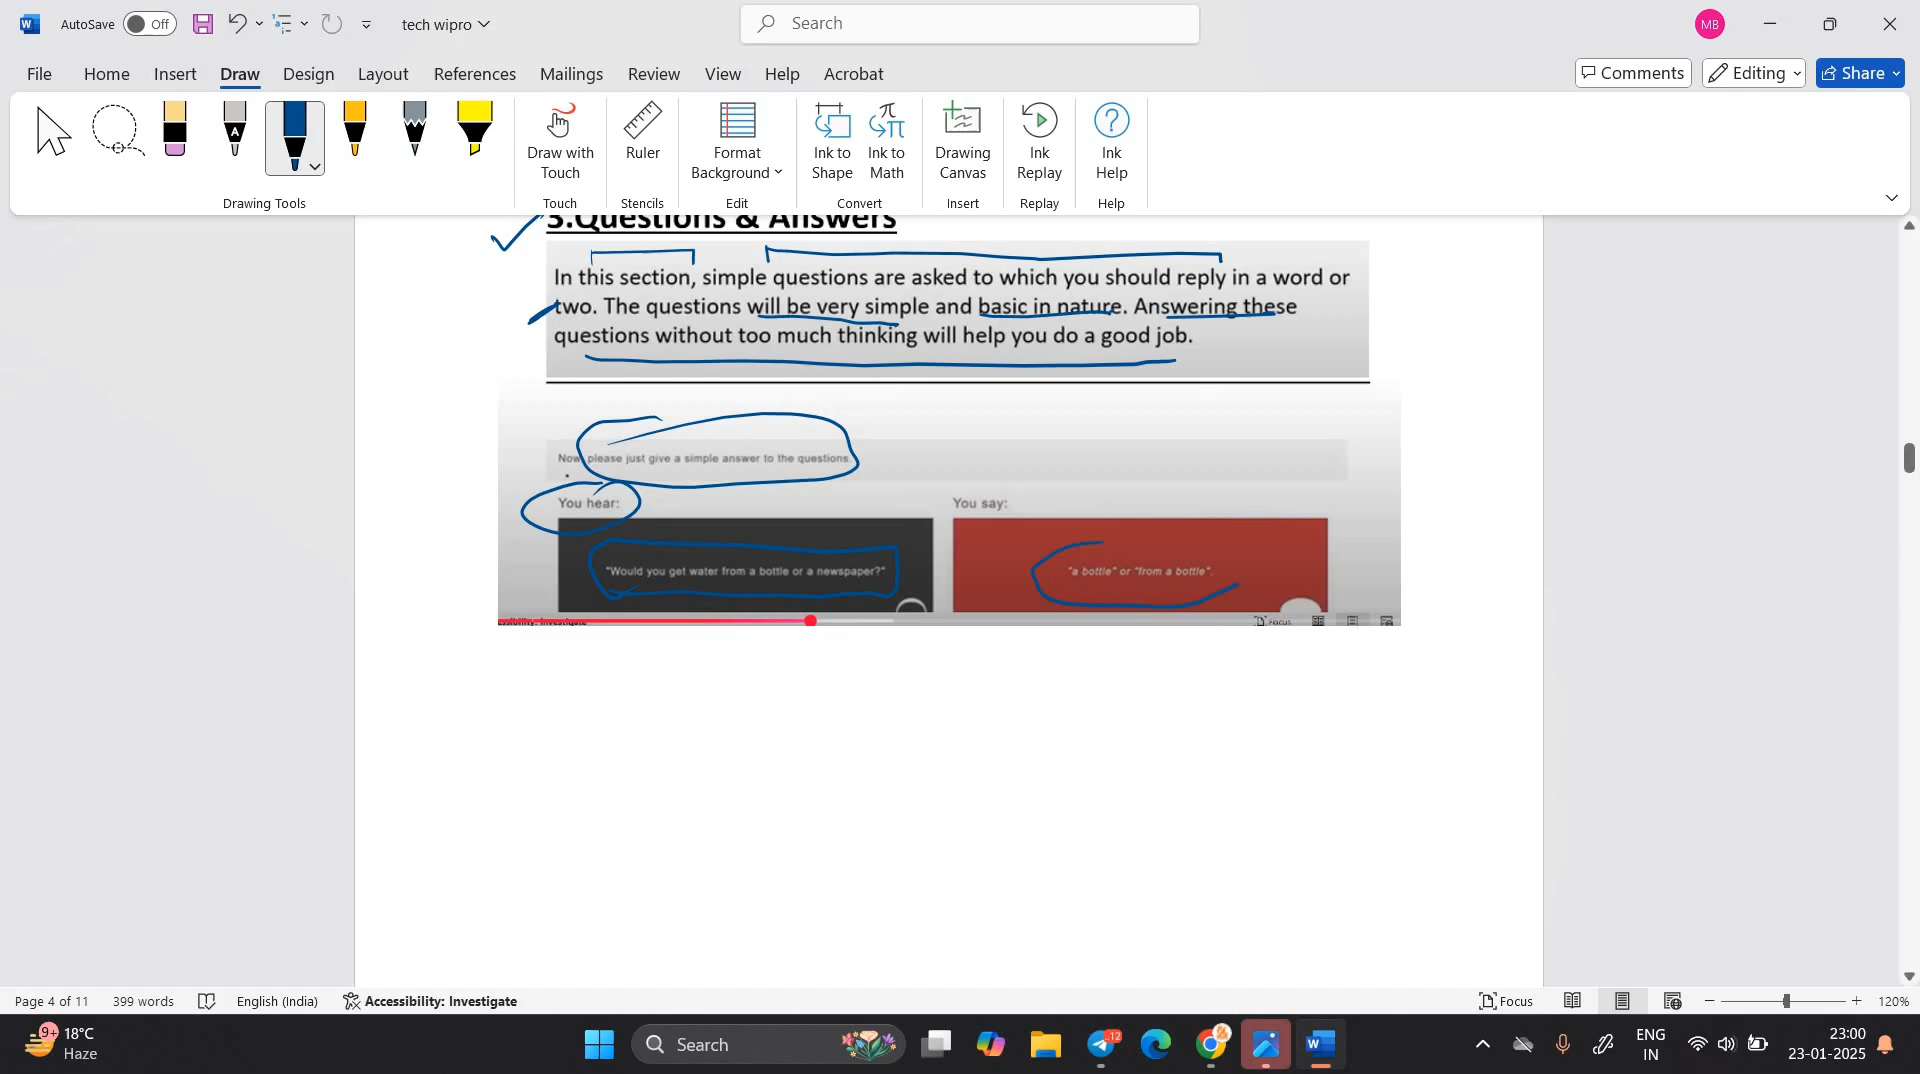 AutoSave Off tech wipro Search MB
File Home Insert Draw Design Layout References Mailings Review View Help Acrobat Comments Editing Share
A
Draw with Touch
Ruler
Format Background
Ink to Shape
Ink to Math
Drawing Canvas
Ink Replay
Ink Help
Drawing Tools Touch Stencils Edit Convert Insert Replay Help
3.Questions & Answers
In this section, simple questions are asked to which you should reply in a word or
two. The questions will be very simple and basic in nature. Answering these
questions without too much thinking will help you do a good job.
Now, please just give a simple answer to the questions.
You hear: You say:
"Would you get water from a bottle or a newspaper?" "a bottle" or "from a bottle".
ssibility: Investigate Focus
Page 4 of 11 399 words English (India) Accessibility: Investigate Focus 120%
9+ 18°C
Haze
Search
12
ENG
IN
23:00
23-01-2025